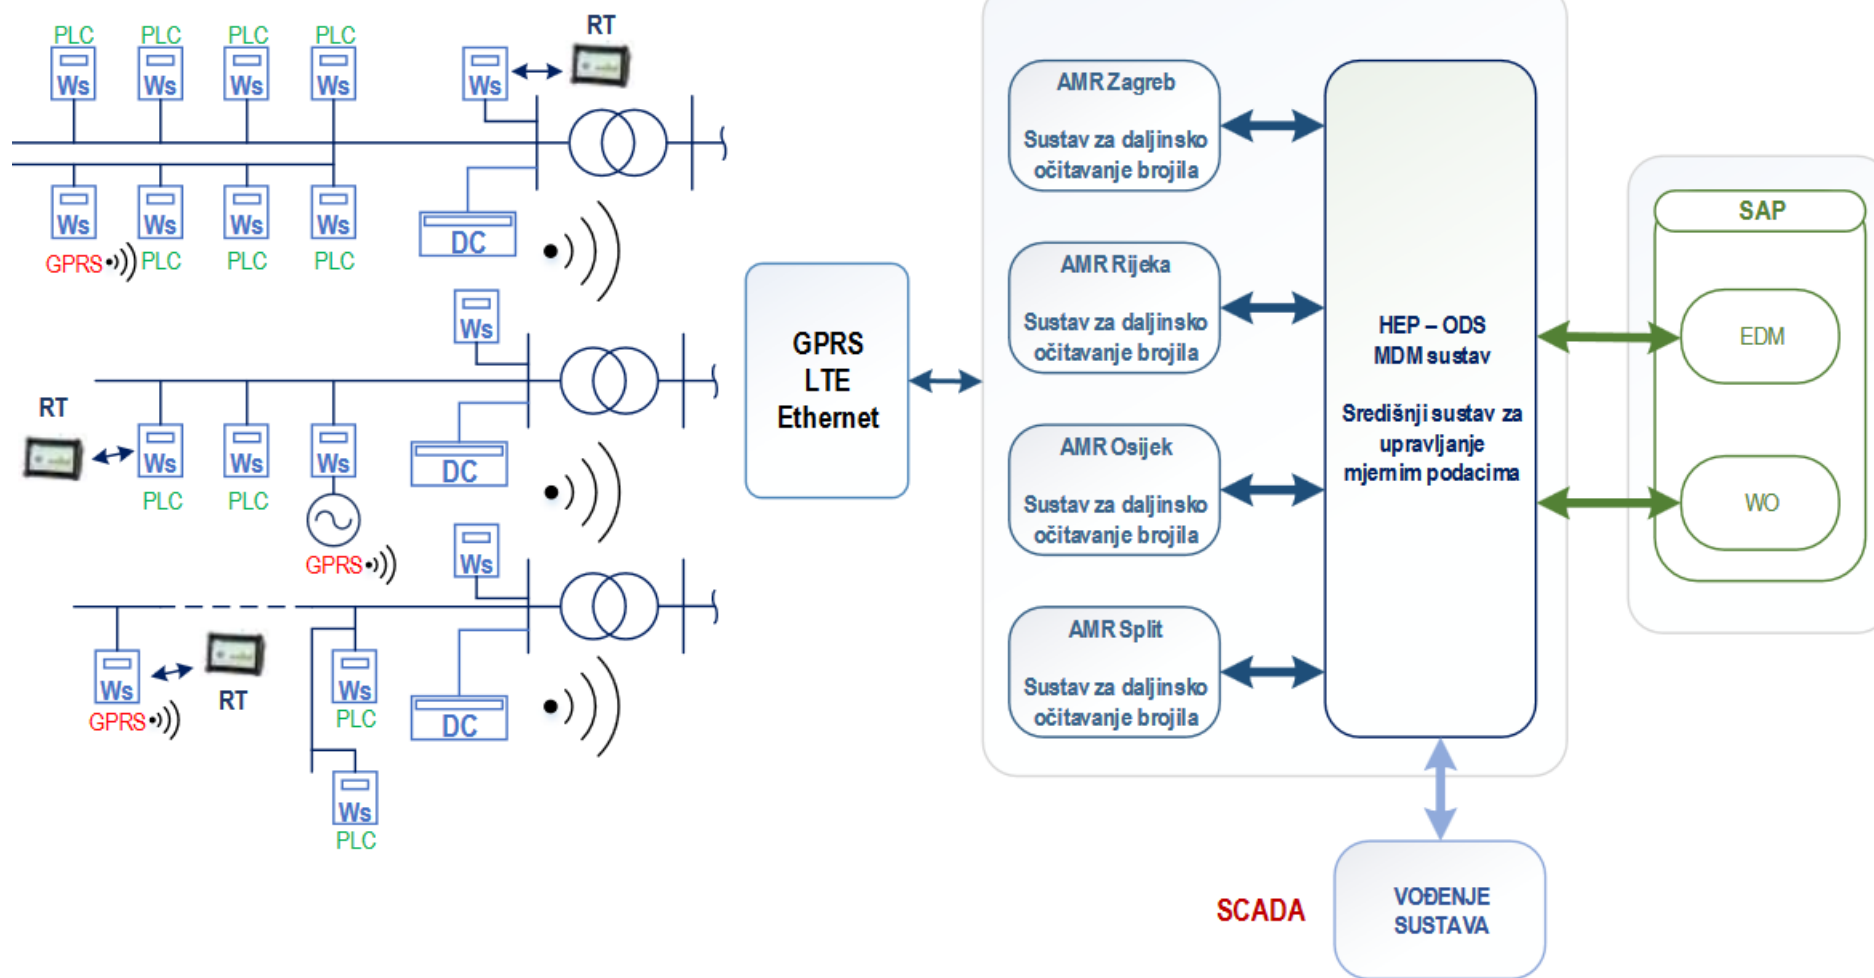 PLC PLC PLC PLC
RT
Ws Ws Ws Ws Ws
Ws Ws Ws Ws
GPRS PLC PLC PLC
DC
Ws
RT
Ws Ws Ws
PLC PLC
DC
GPRS
Ws
Ws
GPRS
RT
Ws
PLC
DC
Ws
PLC
GPRS
LTE
Ethernet
AMR Zagreb
Sustav za daljinsko
očitavanje brojila
AMR Rijeka
Sustav za daljinsko
očitavanje brojila
AMR Osijek
Sustav za daljinsko
očitavanje brojila
AMR Split
Sustav za daljinsko
očitavanje brojila
HEP – ODS
MDM sustav
Središnji sustav za
upravljanje
mjernim podacima
SAP
EDM
WO
SCADA
VOĐENJE
SUSTAVA